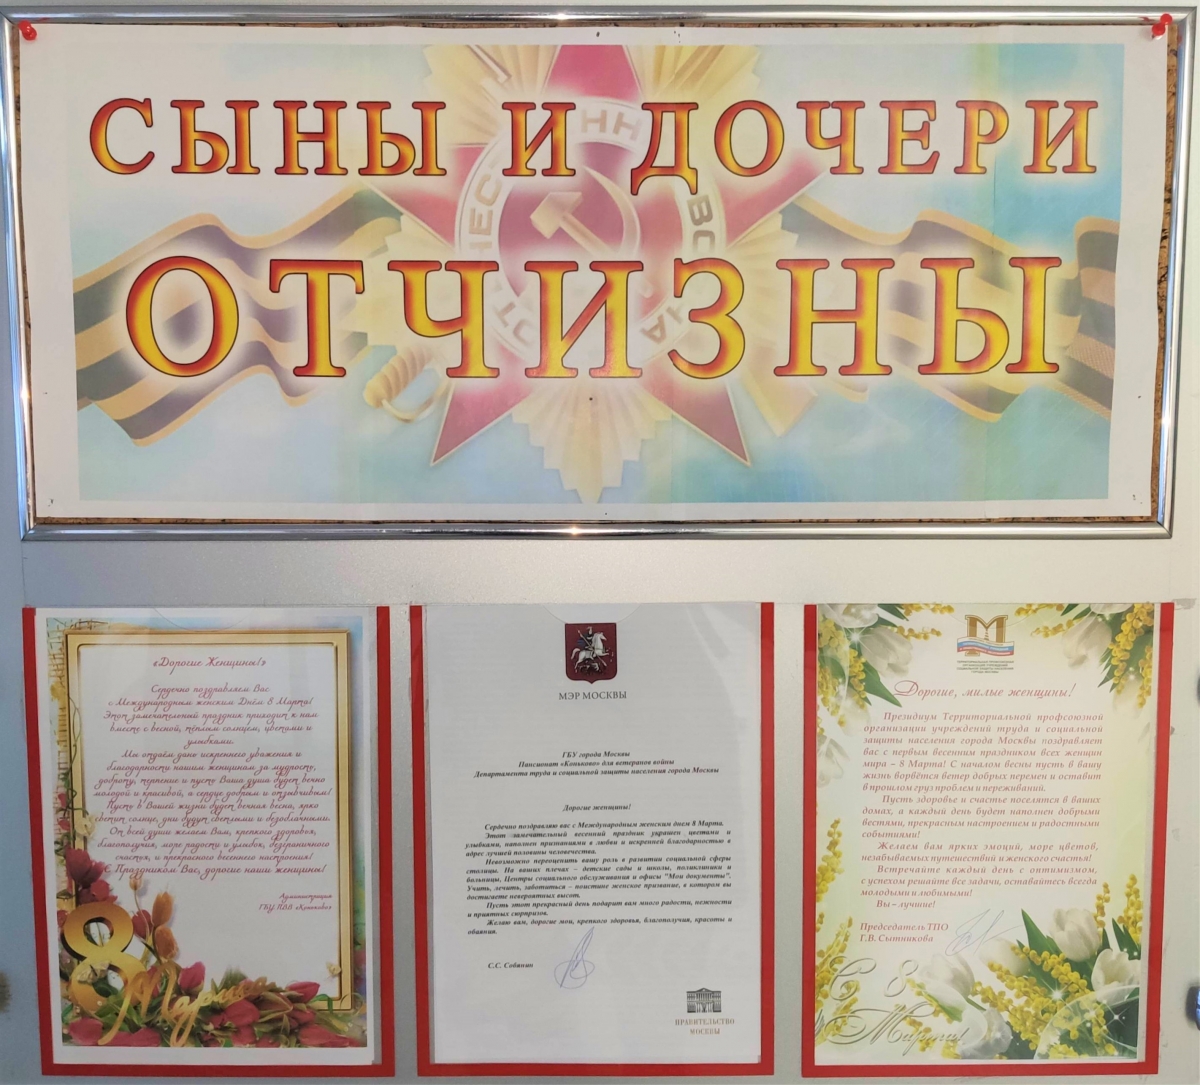 СЫНЫ И ДОЧЕРИ
ОТЧИЗНЫ
ОТЕЧЕСТВЕННАЯ ВОЙНА
«Дорогие Женщины!»
Сердечно поздравляем Вас
с Международным женским Днём 8 Марта!
Этот замечательный праздник приходит к нам
вместе с весной, тёплым солнцем, цветами и
улыбками.
Мы отдаём дань искреннего уважения и
благодарности нашим женщинам за мудрость,
доброту, терпение и пусть Ваша душа будет вечно
молодой и красивой, а сердце добрым и отзывчивым!
Пусть в Вашей жизни будет вечная весна, ярко
светит солнце, дни будут светлыми и безоблачными.
От всей души желаем Вам, крепкого здоровья,
благополучия, море радости и улыбок, безграничного
счастья, и прекрасного весеннего настроения!
С Праздником Вас, дорогие наши женщины!
Администрация
ГБУ ПВВ «Коньково»
8 Марта
МЭР МОСКВЫ
ГБУ города Москвы
Пансионат «Коньково» для ветеранов войны
Департамента труда и социальной защиты населения города Москвы
Дорогие женщины!
Сердечно поздравляю вас с Международным женским днем 8 Марта.
Этот замечательный весенний праздник украшен цветами и
улыбками, наполнен признаниями в любви и искренней благодарностью в
адрес лучшей половины человечества.
Невозможно переоценить вашу роль в развитии социальной сферы
столицы. На ваших плечах – детские сады и школы, поликлиники и
больницы, Центры социального обслуживания и офисы "Мои документы".
Учить, лечить, заботиться – поистине женское призвание, в котором вы
достигаете невероятных высот.
Пусть этот прекрасный день подарит вам много радости, нежности
и приятных сюрпризов.
Желаю вам, дорогие мои, крепкого здоровья, благополучия, красоты и
обаяния.
С.С. Собянин
ПРАВИТЕЛЬСТВО
МОСКВЫ
Дорогие, милые женщины!
Президиум Территориальной профсоюзной
организации учреждений труда и социальной
защиты населения города Москвы поздравляет
вас с первым весенним праздником всех женщин
мира – 8 Марта! С началом весны пусть в вашу
жизнь ворвётся ветер добрых перемен и оставит
в прошлом груз проблем и переживаний.
Пусть здоровье и счастье поселятся в ваших
домах, а каждый день будет наполнен добрыми
вестями, прекрасным настроением и радостными
событиями!
Желаем вам ярких эмоций, море цветов,
незабываемых путешествий и женского счастья!
Встречайте каждый день с оптимизмом,
с успехом решайте все задачи, оставайтесь всегда
молодыми и любимыми!
Вы – лучшие!
Председатель ТПО
Г.В. Сытникова
С 8
Марта!